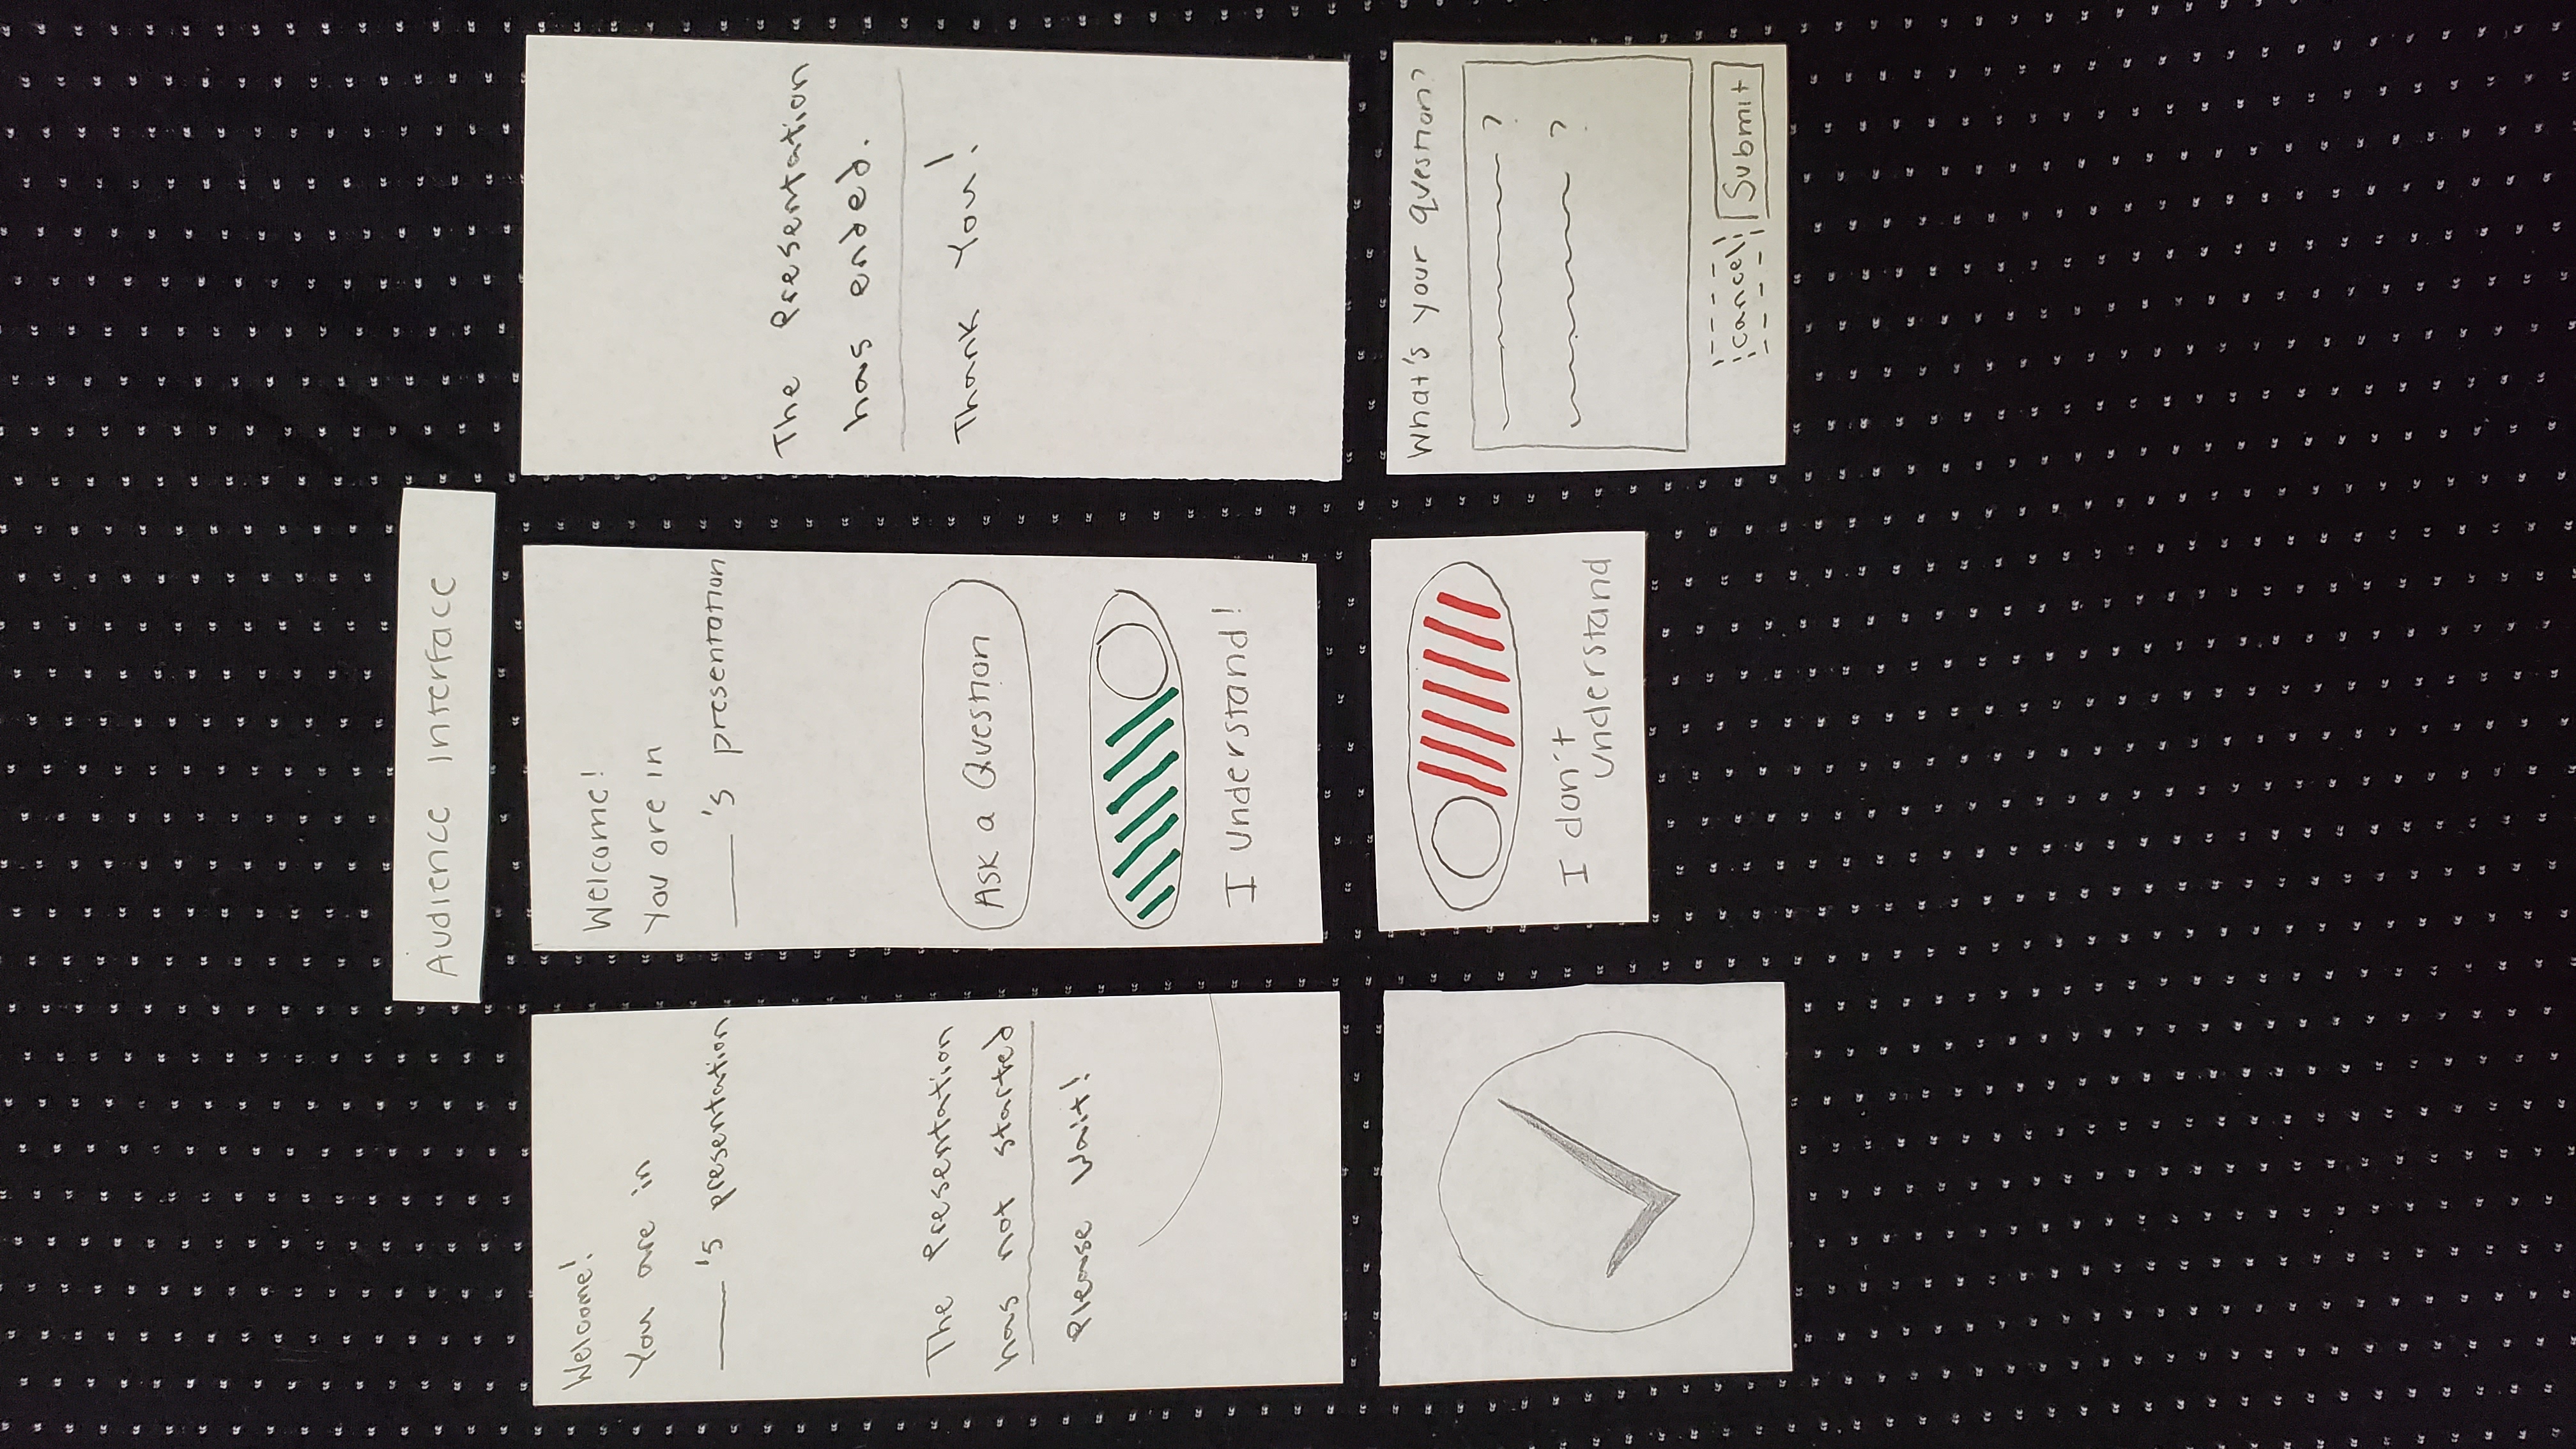 Audience Interface
Welcome!
You are in
____'s presentation
The Presentation
has not started
Please Wait!
Welcome!
You are in
____'s presentation
Ask a Question
I understand!
The Presentation
has ended.
Thank You!
I don't
understand
What's your question?
?
?
Cancel Submit